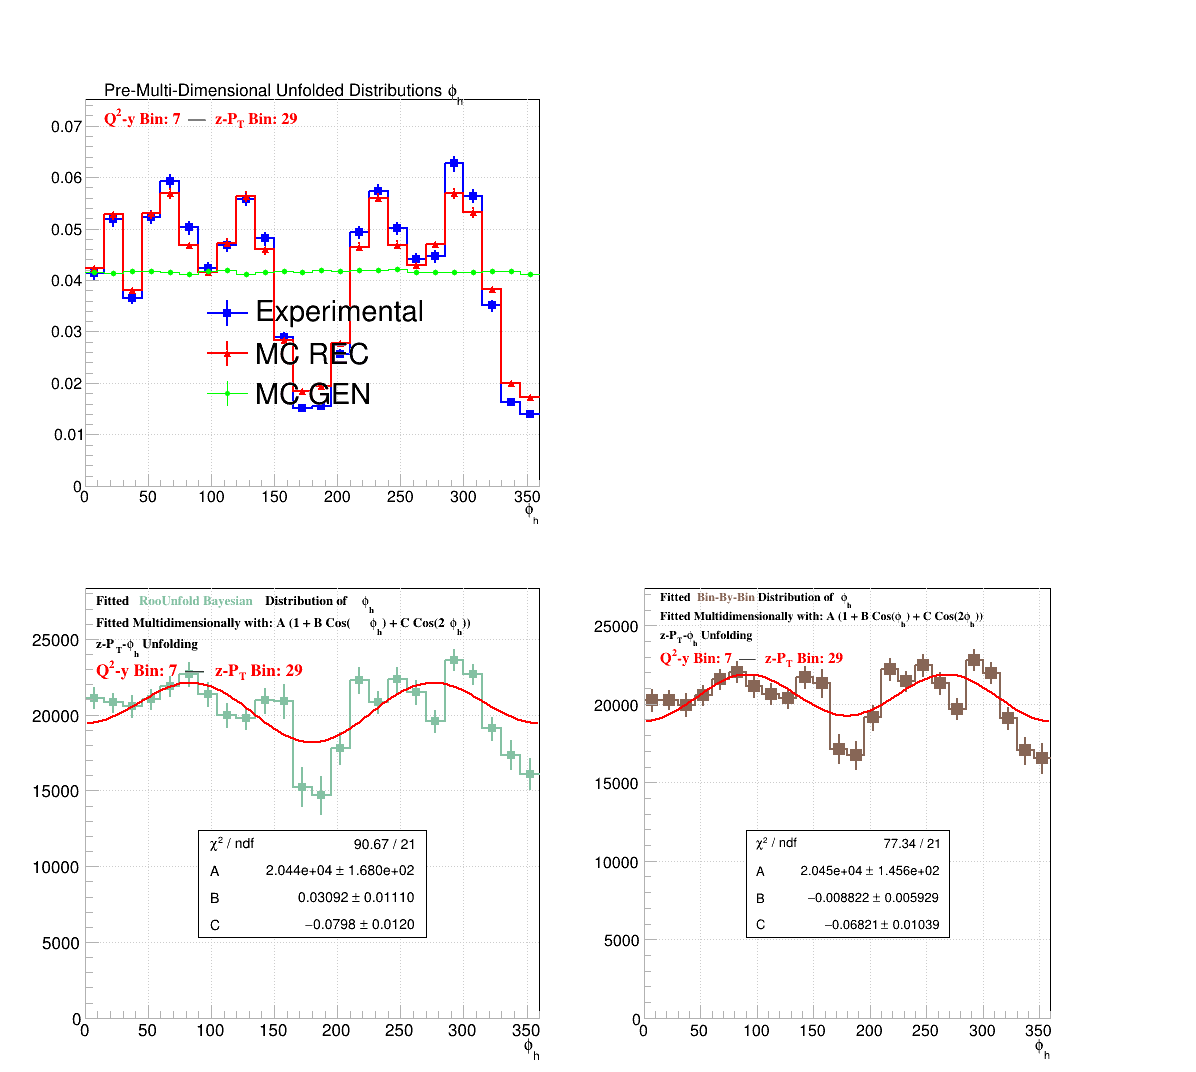 Pre-Multi-Dimensional Unfolded Distributions ϕh
Q2-y Bin: 7 — z-PT Bin: 29
0.07
0.06
0.05
0.04
0.03
0.02
0.01
0
Experimental
MC REC
MC GEN
0 50 100 150 200 250 300 350
ϕh
Fitted RooUnfold Bayesian Distribution of ϕh
Fitted Multidimensionally with: A (1 + B Cos( ϕh) + C Cos(2 ϕh))
z-PT-ϕh Unfolding
Q2-y Bin: 7 — z-PT Bin: 29
25000
20000
15000
10000
5000
0
χ2 / ndf 90.67 / 21
A 2.044e+04 ± 1.680e+02
B 0.03092 ± 0.01110
C −0.0798 ± 0.0120
0 50 100 150 200 250 300 350
ϕh
Fitted Bin-By-Bin Distribution of ϕh
Fitted Multidimensionally with: A (1 + B Cos(ϕh) + C Cos(2ϕh))
z-PT-ϕh Unfolding
Q2-y Bin: 7 — z-PT Bin: 29
25000
20000
15000
10000
5000
0
χ2 / ndf 77.34 / 21
A 2.045e+04 ± 1.456e+02
B −0.008822 ± 0.005929
C −0.06821 ± 0.01039
0 50 100 150 200 250 300 350
ϕh